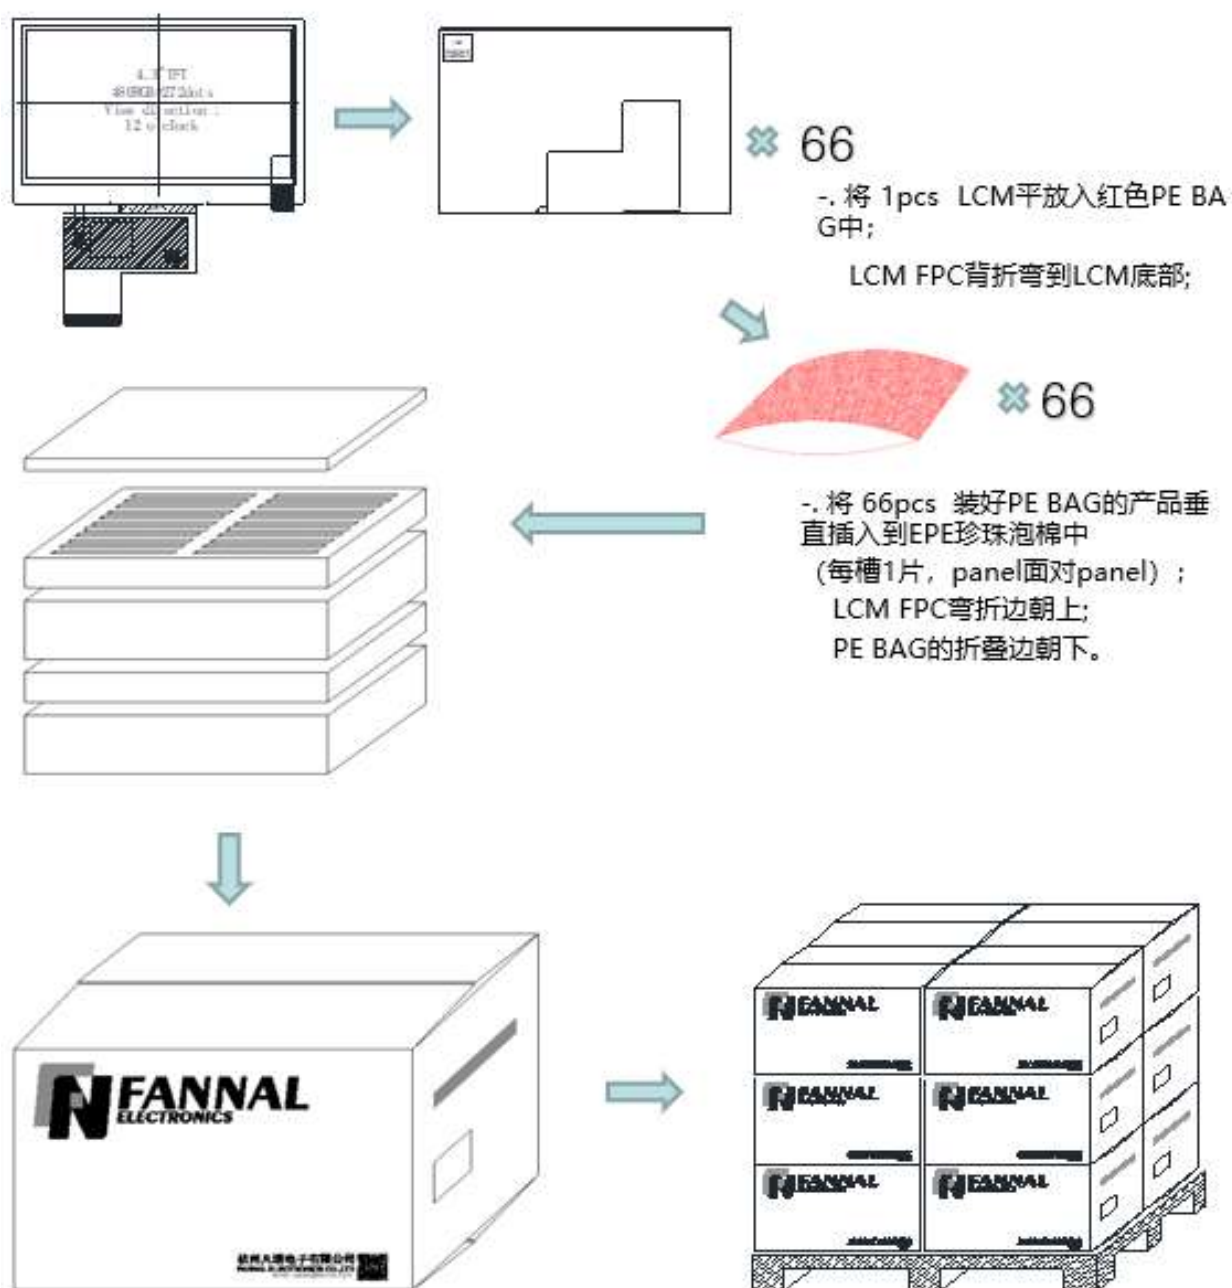 4.3"TFT
480RGB×272dots
View direction :
12 o'clock
66
-. 将 1pcs LCM平放入红色PE BA
G中;
LCM FPC背折弯到LCM底部;
66
-. 将 66pcs 装好PE BAG的产品垂
直插入到EPE珍珠泡棉中
(每槽1片，panel面对panel）;
LCM FPC弯折边朝上;
PE BAG的折叠边朝下。
FANNAL
ELECTRONICS
FANNAL
FANNAL
FANNAL
FANNAL
FANNAL
FANNAL